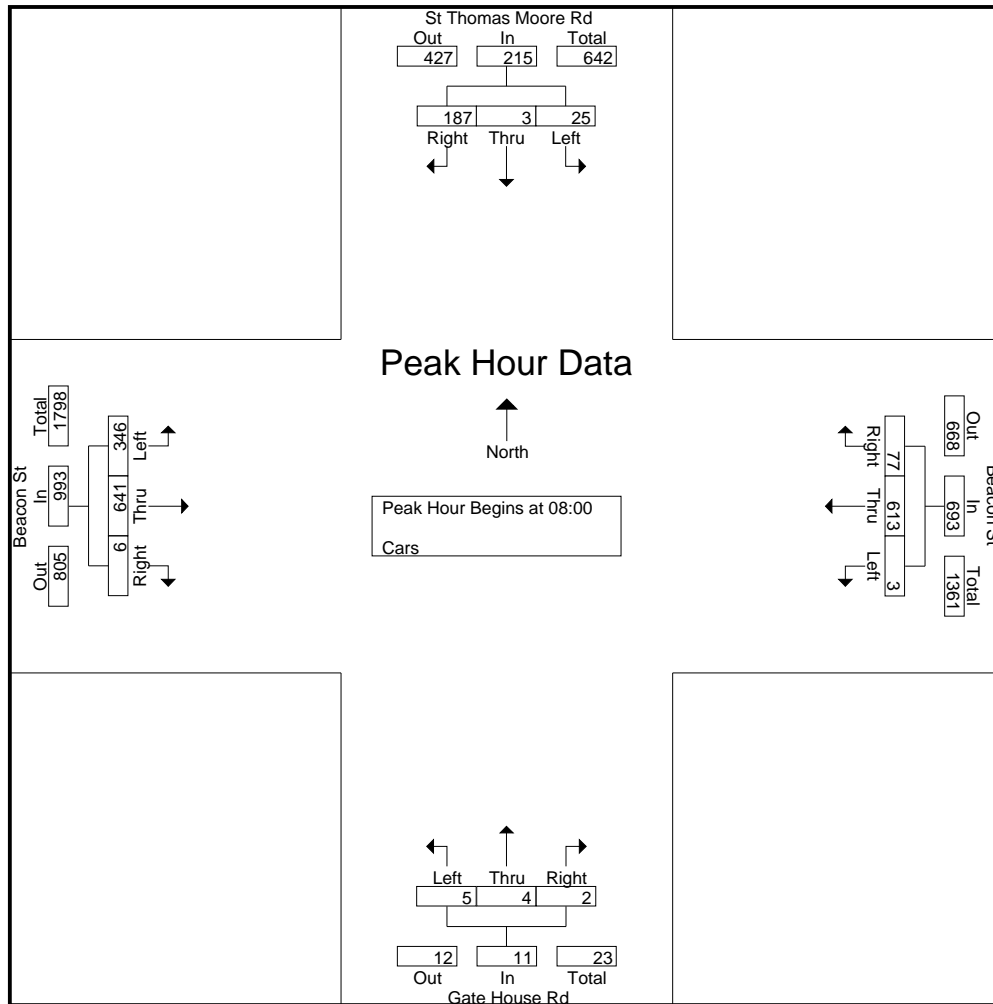 St Thomas Moore Rd
Out In Total
427 215 642
187 3 25
Right Thru Left
Peak Hour Data
North
Peak Hour Begins at 08:00
Cars
Beacon St
Total In Out
1798 993 805
346 641 6
Left Thru Right
Beacon St
Out In Total
668 693 1361
77 613 3
Right Thru Left
Left Thru Right
5 4 2
12 11 23
Out In Total
Gate House Rd